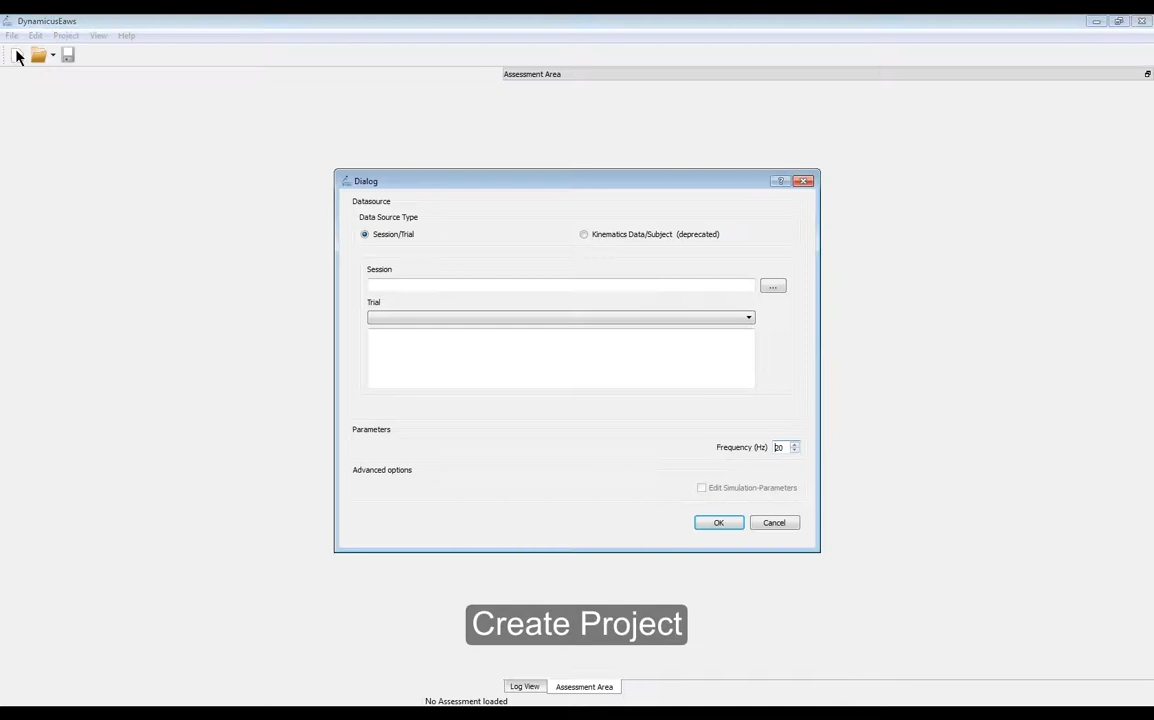 DynamicusEaws
File Edit Project View Help
Assessment Area
Dialog
Datasource
Data Source Type
Session/Trial
Kinematics Data/Subject (deprecated)
Session
...
Trial
Parameters
Frequency (Hz) 20
Advanced options
Edit Simulation-Parameters
OK Cancel
Create Project
Log View Assessment Area
No Assessment loaded